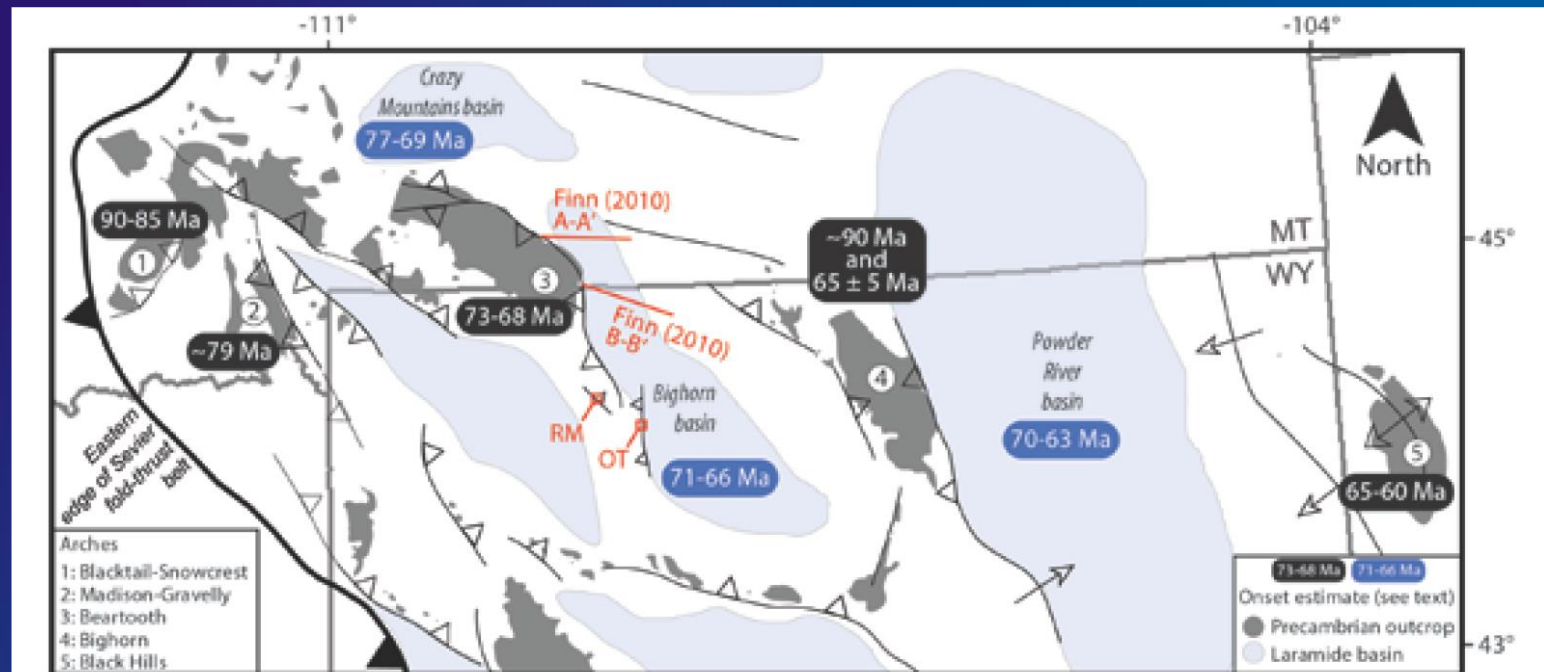 -111°
-104°
Crazy
Mountains basin
77-69 Ma
North
90-85 Ma
Finn (2010)
A-A'
~90 Ma
and
65 ± 5 Ma
MT
WY
45°
1
2
3
73-68 Ma
Finn (2010)
B-B'
~79 Ma
Powder
River
basin
70-63 Ma
4
Bighorn
basin
RM
OT
71-66 Ma
5
65-60 Ma
Eastern
edge of Sevier
fold-thrust
belt
Arches
1: Blacktail-Snowcrest
2: Madison-Gravelly
3: Beartooth
4: Bighorn
5: Black Hills
73-68 Ma 71-66 Ma
Onset estimate (see text)
Precambrian outcrop
Laramide basin
43°